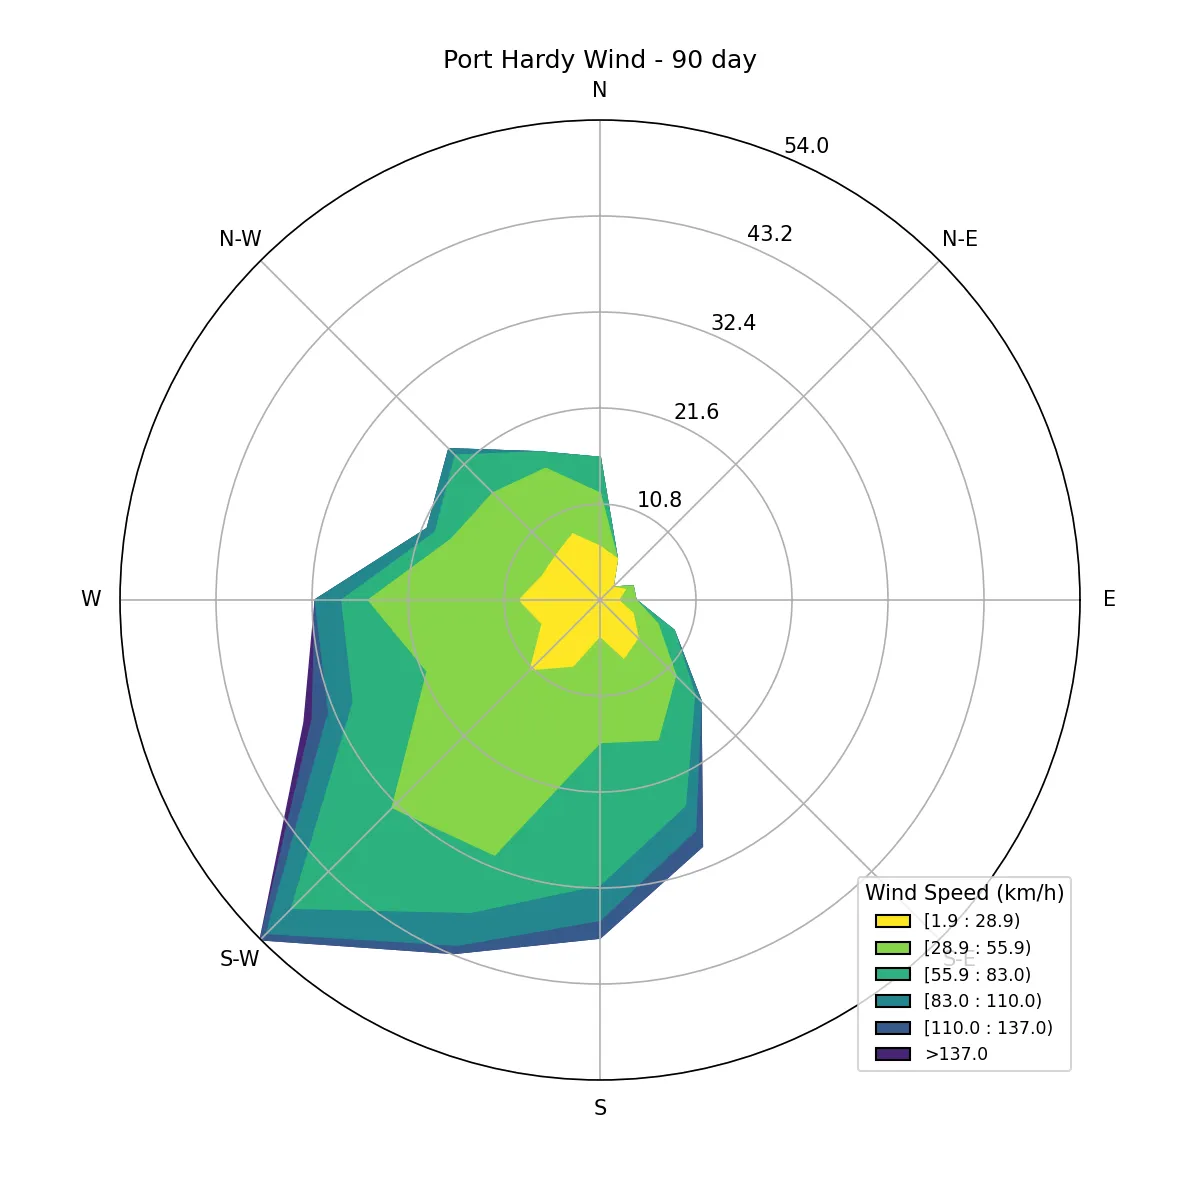 Port Hardy Wind - 90 day
N
54.0
N-W
43.2
N-E
32.4
21.6
10.8
W
E
Wind Speed (km/h)
[1.9 : 28.9)
[28.9 : 55.9)
S-W
S-E
[55.9 : 83.0)
[83.0 : 110.0)
[110.0 : 137.0)
>137.0
S